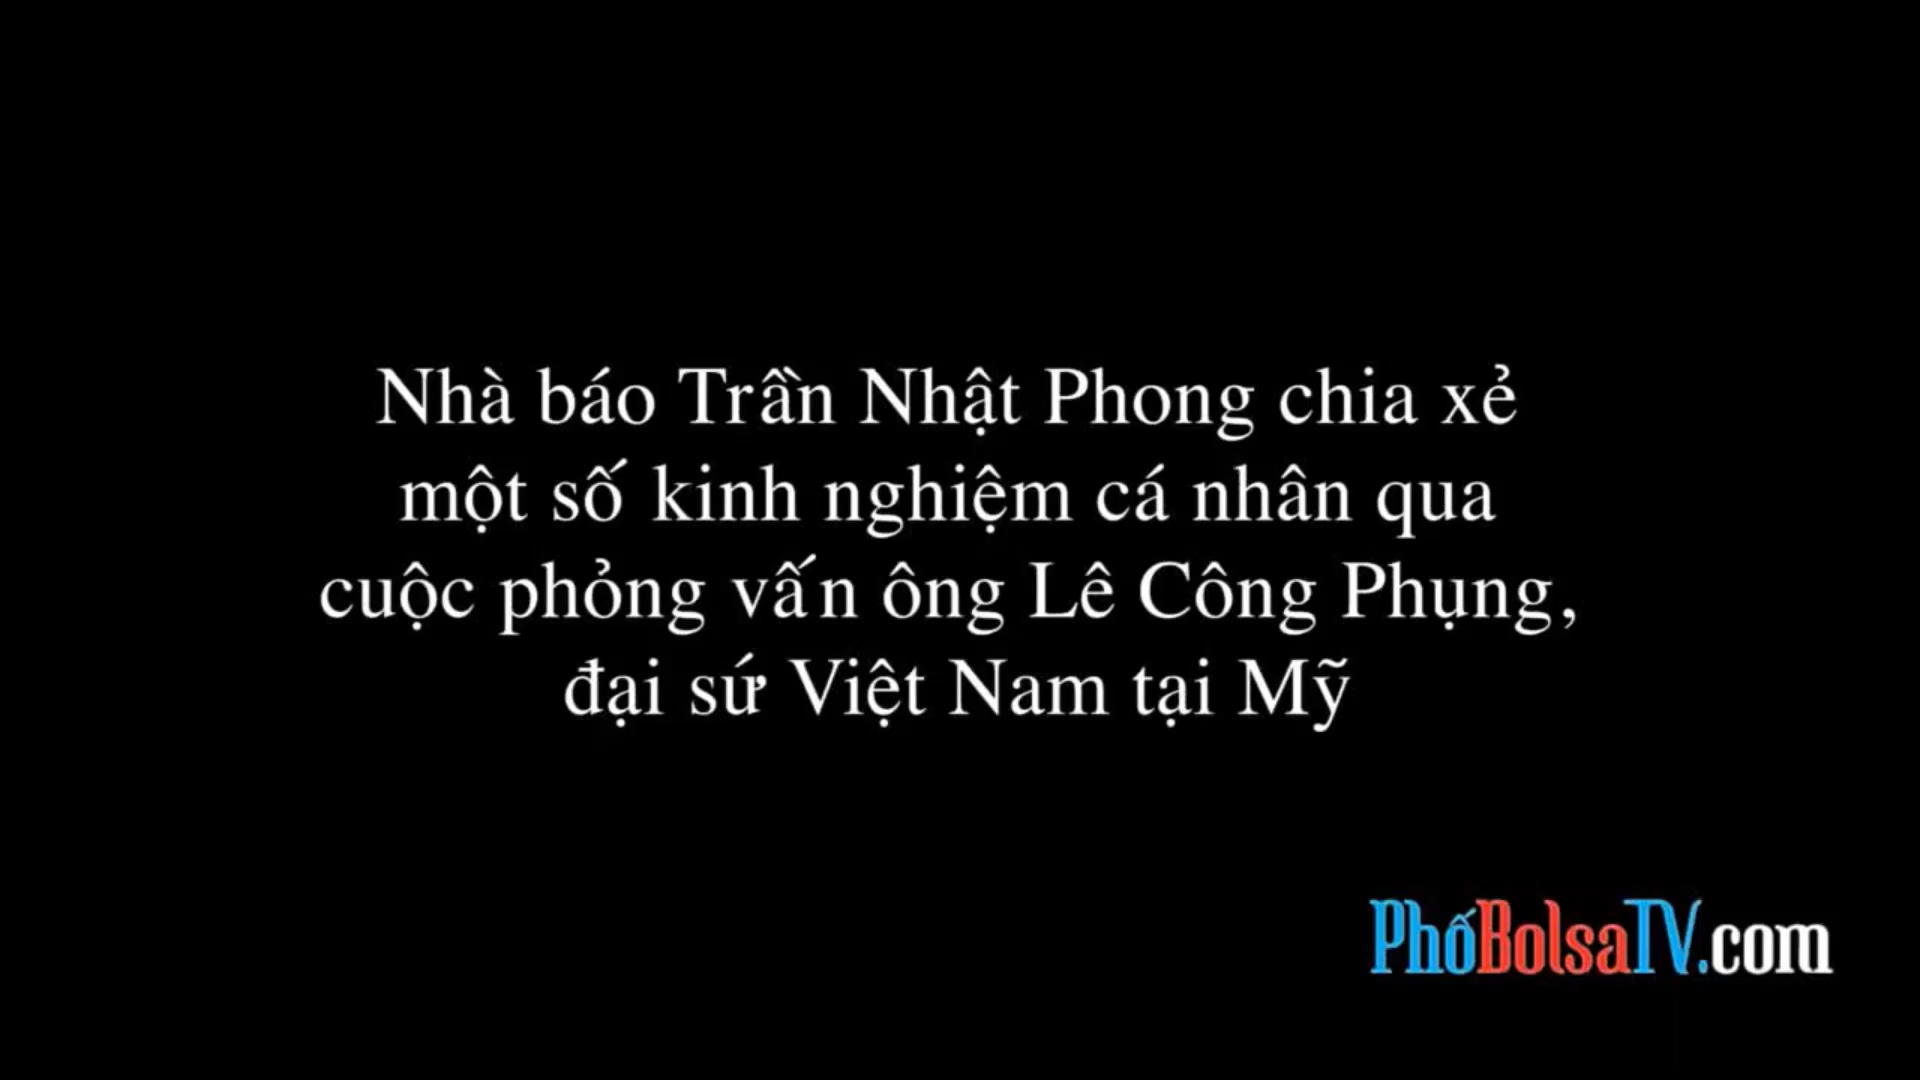 Nhà báo Trần Nhật Phong chia xẻ
một số kinh nghiệm cá nhân qua
cuộc phỏng vấn ông Lê Công Phụng,
đại sứ Việt Nam tại Mỹ
PhốBolsaTV.com